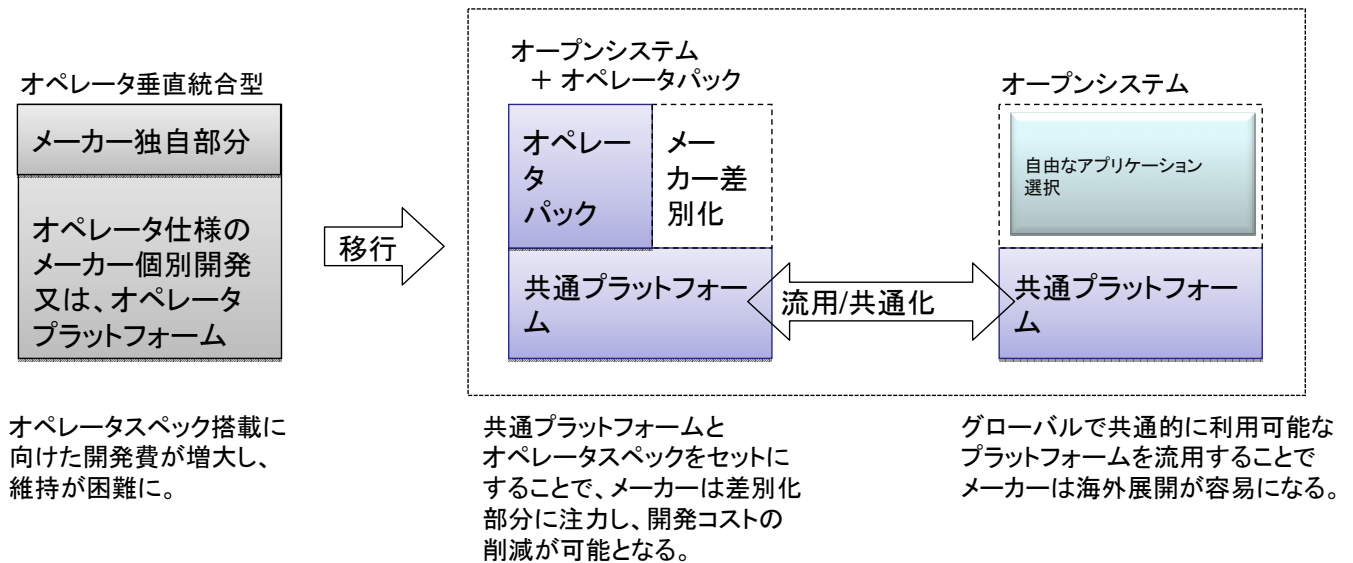 オペレータ垂直統合型
メーカー独自部分
オペレータ仕様の
メーカー個別開発
又は、オペレータ
プラットフォーム
オペレータスペック搭載に
向けた開発費が増大し、
維持が困難に。
移行
オープンシステム
＋ オペレータパック
オペレー
タ
パック
メー
カー差
別化
共通プラットフォー
ム
流用/共通化
共通プラットフォームと
オペレータスペックをセットに
することで、メーカーは差別化
部分に注力し、開発コストの
削減が可能となる。
オープンシステム
自由なアプリケーション
選択
共通プラットフォー
ム
グローバルで共通的に利用可能な
プラットフォームを流用することで
メーカーは海外展開が容易になる。